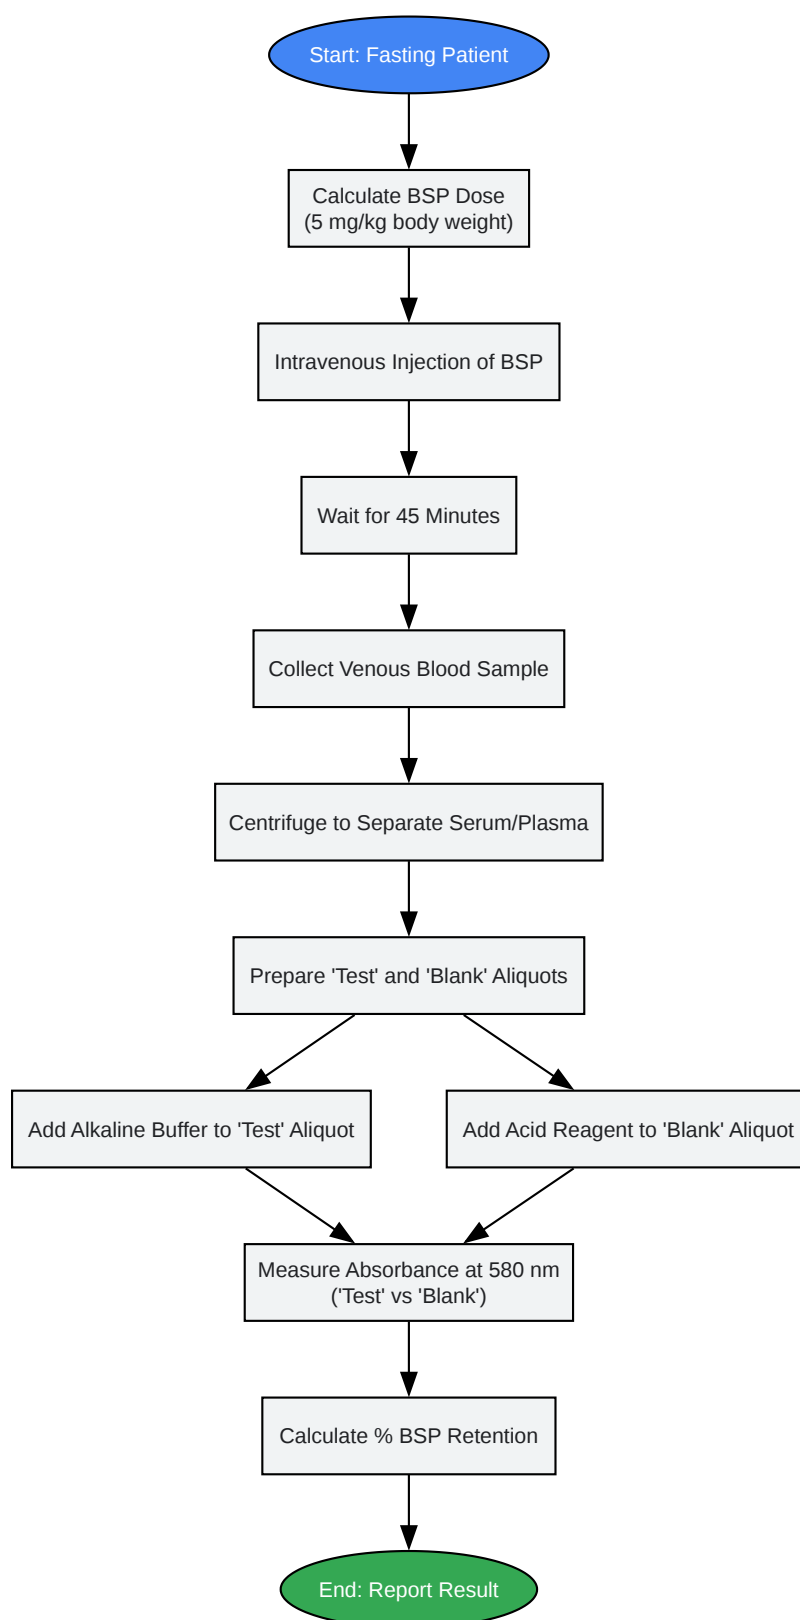 Start: Fasting Patient
Calculate BSP Dose
(5 mg/kg body weight)
Intravenous Injection of BSP
Wait for 45 Minutes
Collect Venous Blood Sample
Centrifuge to Separate Serum/Plasma
Prepare 'Test' and 'Blank' Aliquots
Add Alkaline Buffer to 'Test' Aliquot
Add Acid Reagent to 'Blank' Aliquot
Measure Absorbance at 580 nm
('Test' vs 'Blank')
Calculate % BSP Retention
End: Report Result